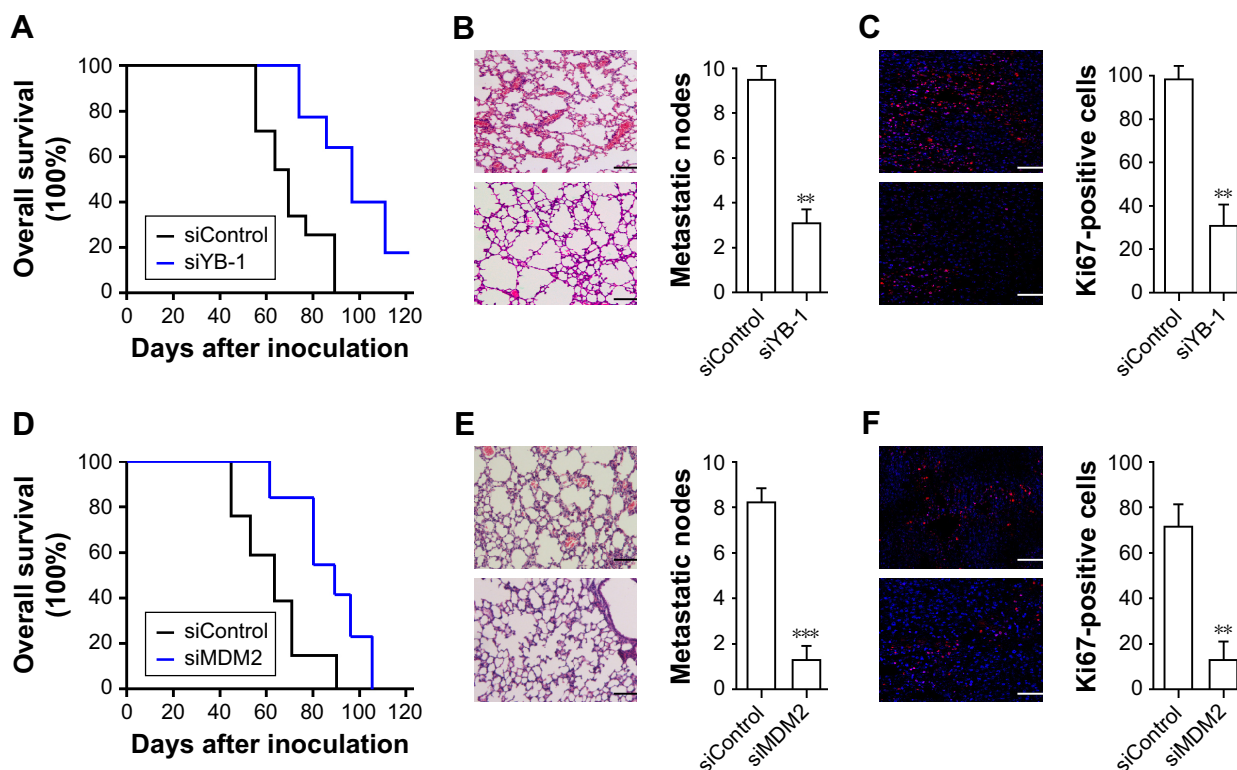 A
B
C
Overall survival
(100%)
100
80
60
40
20
0
siControl
siYB-1
0 20 40 60 80 100 120
Days after inoculation
Metastatic nodes
10
8
6
4
2
0
**
siControl
siYB-1
Ki67-positive cells
100
80
60
40
20
0
**
siControl
siYB-1
D
E
F
Overall survival
(100%)
100
80
60
40
20
0
siControl
siMDM2
0 20 40 60 80 100 120
Days after inoculation
Metastatic nodes
10
8
6
4
2
0
***
siControl
siMDM2
Ki67-positive cells
100
80
60
40
20
0
**
siControl
siMDM2